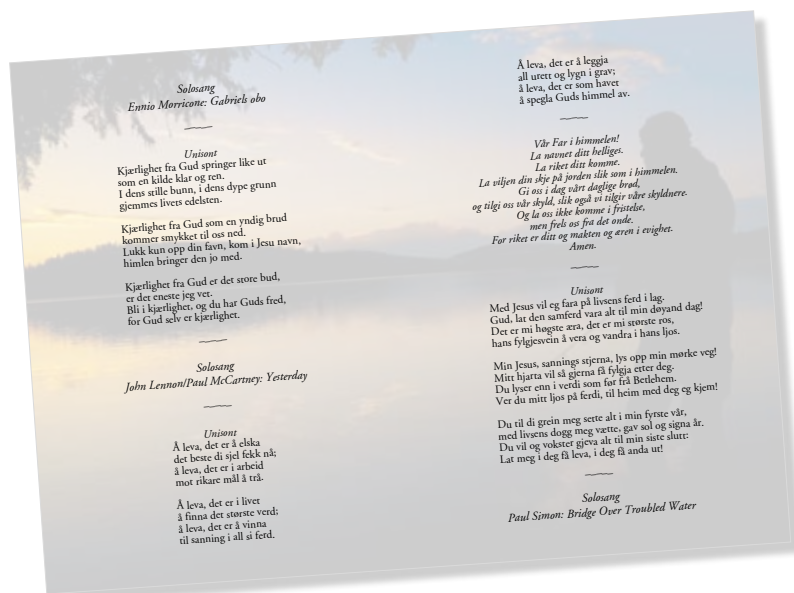 Solosang
Ennio Morricone: Gabriels obo
Unisont
Kjærlighet fra Gud springer like ut
som en kilde klar og ren.
I dens stille bunn, i dens dype grunn
gjemmes livets edelsten.
Kjærlighet fra Gud som en yndig brud
kommer smykket til oss ned.
Lukk kun opp din favn, kom i Jesu navn,
himlen bringer den jo med.
Kjærlighet fra Gud er det store bud,
er det eneste jeg vet.
Bli i kjærlighet, og du har Guds fred,
for Gud selv er kjærlighet.
Solosang
John Lennon/Paul McCartney: Yesterday
Unisont
Å leva, det er å elska
det beste di sjel fekk nå;
å leva, det er i arbeid
mot rikare mål å trå.
Å leva, det er i livet
å finna det største verd;
å leva, det er å vinna
til sanning i all si ferd.
Å leva, det er å leggja
all urett og lygn i grav;
å leva, det er som havet
å spegla Guds himmel av.
Vår Far i himmelen!
La navnet ditt helliges.
La riket ditt komme.
La viljen din skje på jorden slik som i himmelen.
Gi oss i dag vårt daglige brød,
og tilgi oss vår skyld, slik også vi tilgir våre skyldnere.
Og la oss ikke komme i fristelse,
men frels oss fra det onde.
For riket er ditt og makten og æren i evighet.
Amen.
Unisont
Med Jesus vil eg fara på livsens ferd i lag.
Gud, lat den samferd vara alt til min døyand dag!
Det er mi høgste æra, det er mi største ros,
hans fylgjesvein å vera og vandra i hans ljos.
Min Jesus, sannings stjerna, lys opp min mørke veg!
Mitt hjarta vil så gjerna få fylgja etter deg.
Du lyser enn i verdi som før frå Betlehem.
Ver du mitt ljos på ferdi, til heim med deg eg kjem!
Du til di grein meg sette alt i min fyrste vår,
med livsens dogg meg vætte, gav sol og signa år.
Du vil og vokster gjeva alt til min siste slutt:
Lat meg i deg få leva, i deg få anda ut!
Solosang
Paul Simon: Bridge Over Troubled Water